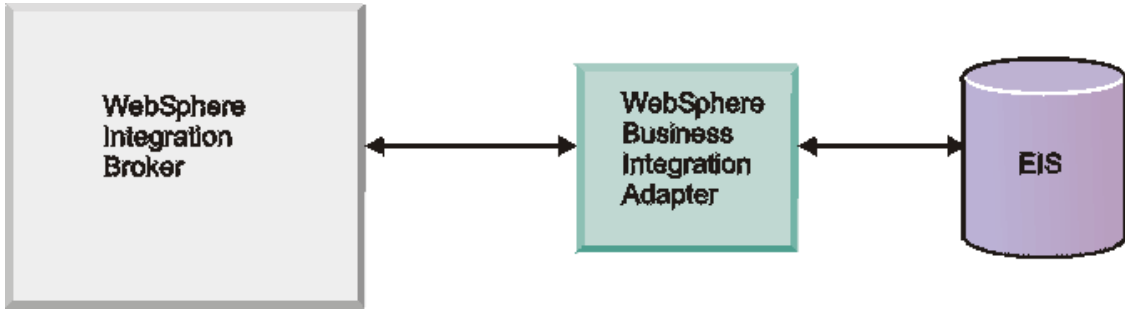 WebSphere
Integration
Broker
WebSphere
Business
Integration
Adapter
EIS